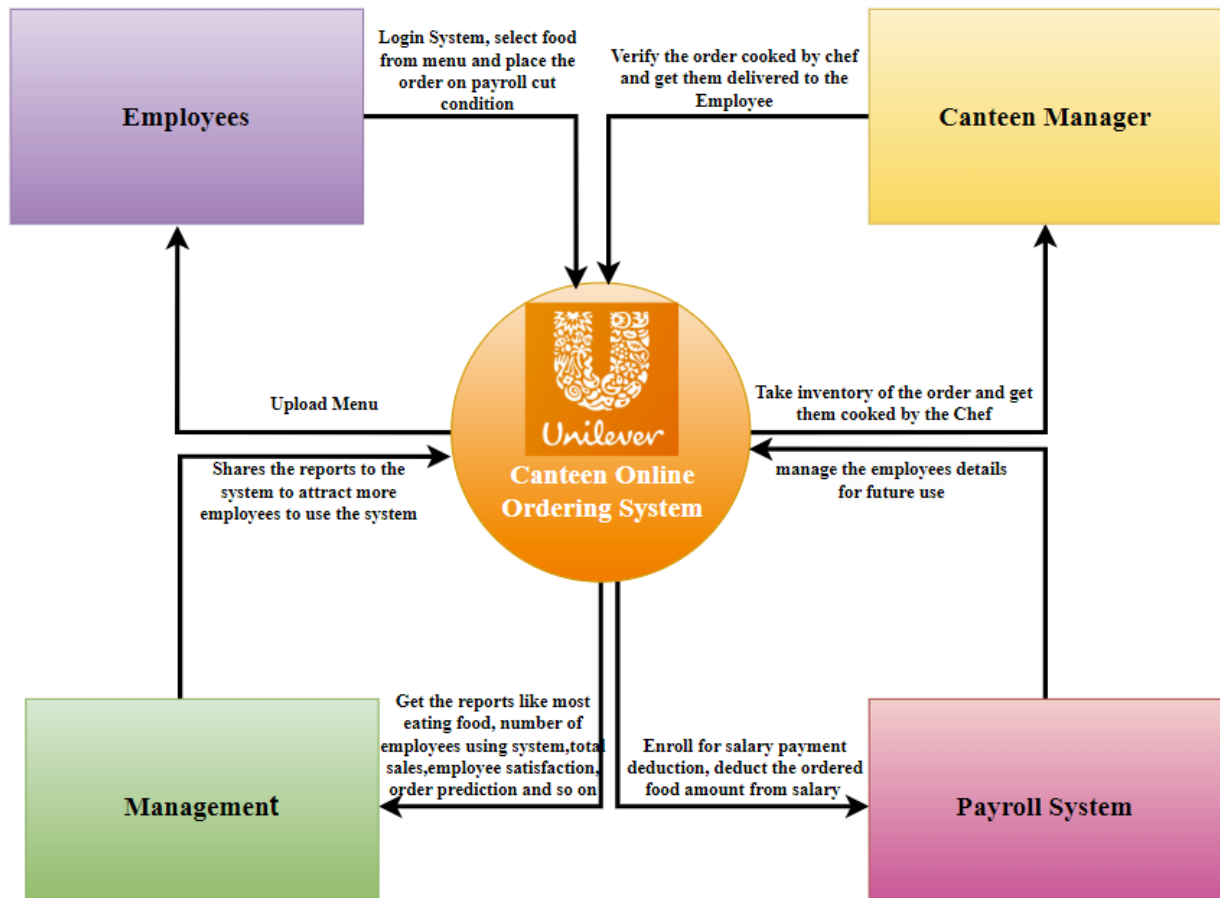 Employees
Login System, select food
from menu and place the
order on payroll cut
condition
Verify the order cooked by chef
and get them delivered to the
Employee
Canteen Manager
Upload Menu
Unilever
Canteen Online
Ordering System
Take inventory of the order and get
them cooked by the Chef
Shares the reports to the
system to attract more
employees to use the system
manage the employees details
for future use
Management
Get the reports like most
eating food, number of
employees using system,total
sales,employee satisfaction,
order prediction and so on
Enroll for salary payment
deduction, deduct the ordered
food amount from salary
Payroll System